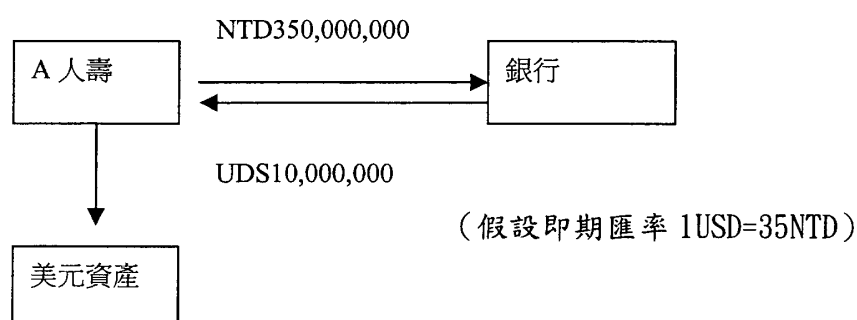 NTD350,000,000
A 人壽
銀行
UDS10,000,000
（假設即期匯率 1USD=35NTD）
美元資產